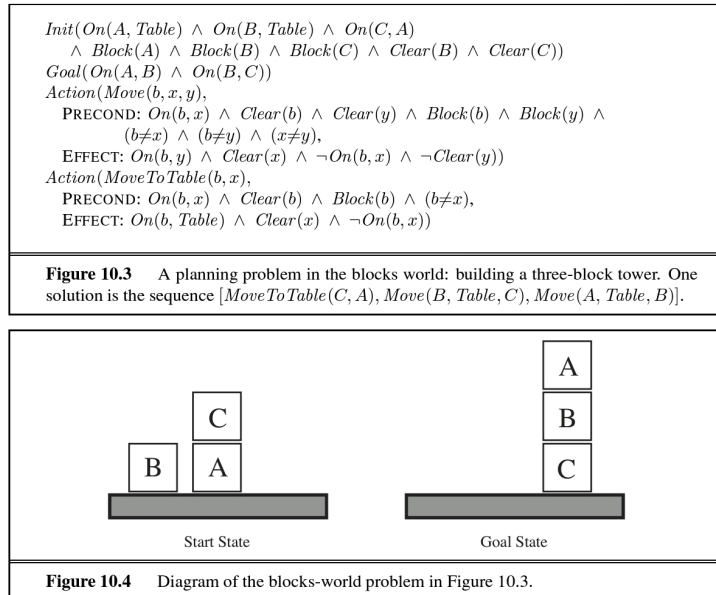 Init(On(A, Table) ∧ On(B, Table) ∧ On(C, A)
∧ Block(A) ∧ Block(B) ∧ Block(C) ∧ Clear(B) ∧ Clear(C))
Goal(On(A, B) ∧ On(B, C))
Action(Move(b, x, y),
PRECOND: On(b, x) ∧ Clear(b) ∧ Clear(y) ∧ Block(b) ∧ Block(y) ∧
(b≠x) ∧ (b≠y) ∧ (x≠y),
EFFECT: On(b, y) ∧ Clear(x) ∧ ¬On(b, x) ∧ ¬Clear(y))
Action(MoveToTable(b, x),
PRECOND: On(b, x) ∧ Clear(b) ∧ Block(b) ∧ (b≠x),
EFFECT: On(b, Table) ∧ Clear(x) ∧ ¬On(b, x))
Figure 10.3 A planning problem in the blocks world: building a three-block tower. One
solution is the sequence [MoveToTable(C, A), Move(B, Table, C), Move(A, Table, B)].
A
C B
B A C
Start State Goal State
Figure 10.4 Diagram of the blocks-world problem in Figure 10.3.